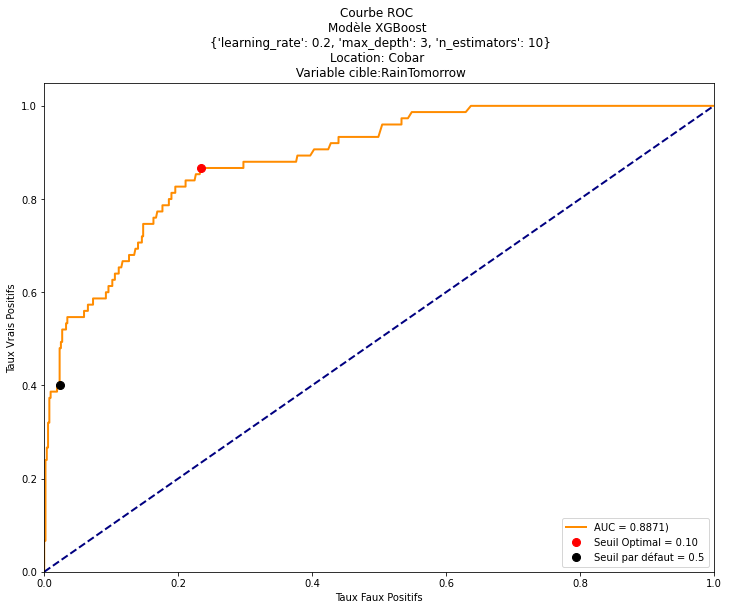 Courbe ROC
Modèle XGBoost
{'learning_rate': 0.2, 'max_depth': 3, 'n_estimators': 10}
Location: Cobar
Variable cible:RainTomorrow
1.0
0.8
0.6
0.4
0.2
0.0
Taux Vrais Positifs
0.0 0.2 0.4 0.6 0.8 1.0
Taux Faux Positifs
AUC = 0.8871)
Seuil Optimal = 0.10
Seuil par défaut = 0.5